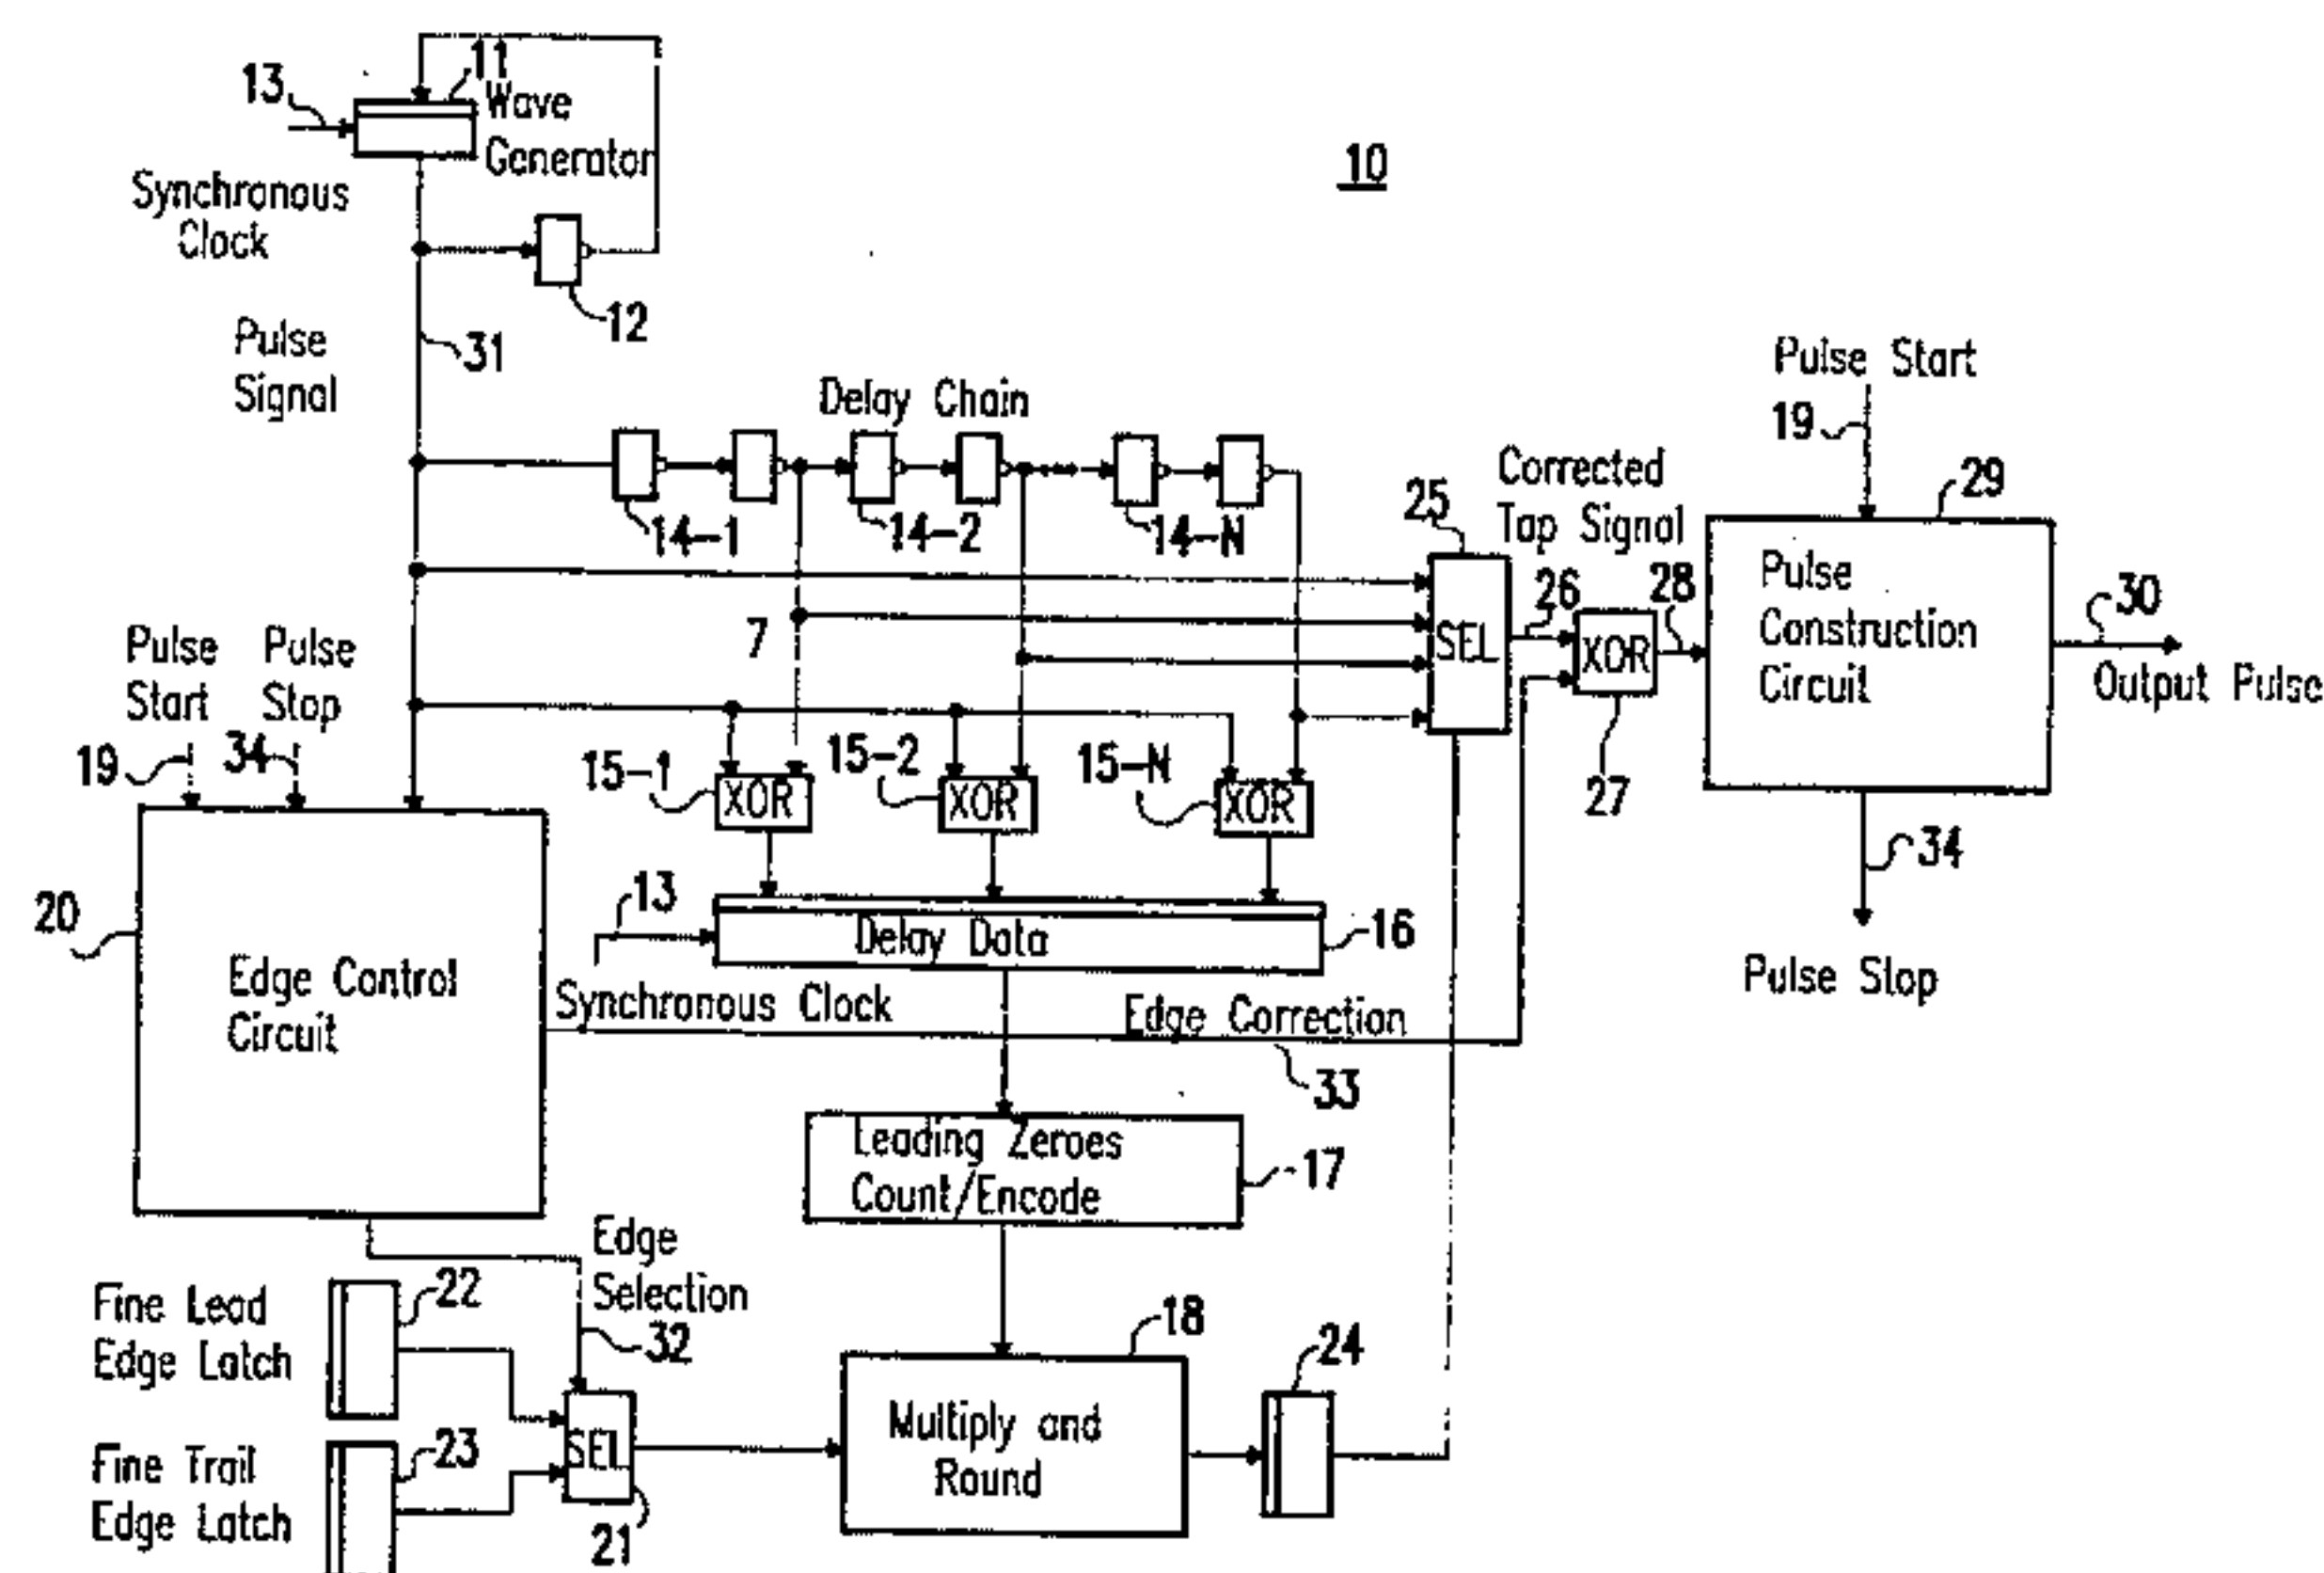 11
13
Wave
Generator
10
Synchronous
Clock
12
Pulse
Signal
31
Pulse Start
19
Delay Chain
Corrected
Tap Signal
25
29
14-1
14-2
14-N
Pulse
Construction
Circuit
26
28
30
7
SEL
XOR
Output Pulse
Pulse
Start
Pulse
Stop
19
34
15-1
15-2
15-N
XOR
XOR
XOR
27
34
Pulse Stop
13
20
Delay Data
16
Edge Control
Circuit
Synchronous Clock
Edge Correction
33
Leading Zeroes
Count/Encode
17
Edge
Selection
32
Fine Lead
Edge Latch
22
18
24
Multiply and
Round
SEL
Fine Trail
Edge Latch
23
21